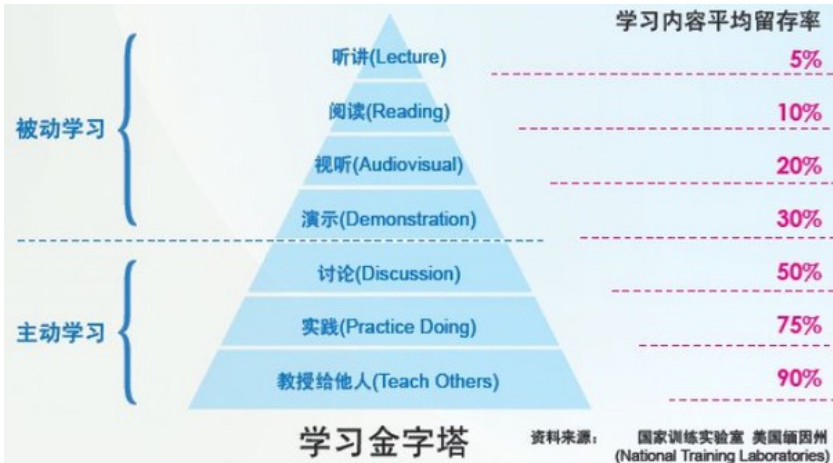 学习内容平均留存率
听讲(Lecture) 5%
阅读(Reading) 10%
被动学习
视听(Audiovisual) 20%
演示(Demonstration) 30%
讨论(Discussion) 50%
主动学习
实践(Practice Doing) 75%
教授给他人(Teach Others) 90%
学习金字塔
资料来源： 国家训练实验室 美国缅因州
(National Training Laboratories)